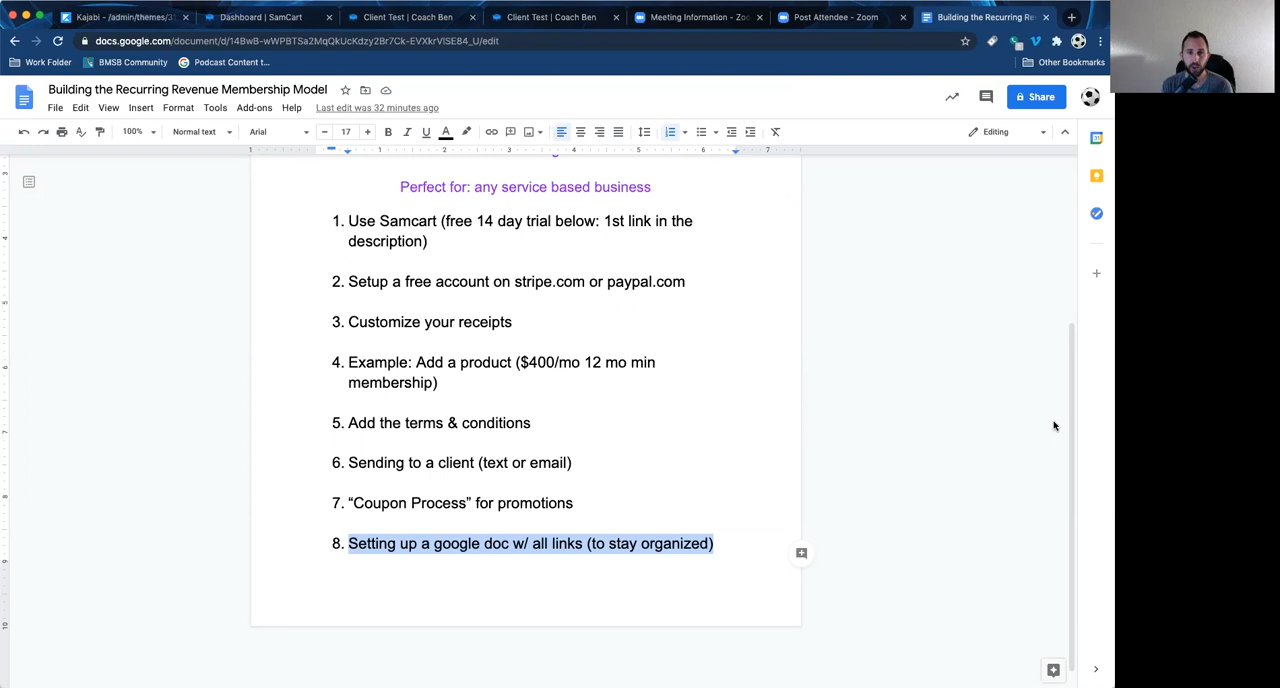 Kajabi - /admin/themes/31
Dashboard | SamCart
Client Test | Coach Ben
Client Test | Coach Ben
Meeting Information - Zoo
Post Attendee - Zoom
Building the Recurring Re
docs.google.com/document/d/14BwB-wWPBTSa2MqQkUcKdzy2Br7Ck-EVXkrVISE84_U/edit
Work Folder
BMSB Community
Podcast Content t...
Other Bookmarks
Building the Recurring Revenue Membership Model
File Edit View Insert Format Tools Add-ons Help Last edit was 32 minutes ago
Share
100% Normal text Arial 17 Editing
Perfect for: any service based business
1. Use Samcart (free 14 day trial below: 1st link in the
description)
2. Setup a free account on stripe.com or paypal.com
3. Customize your receipts
4. Example: Add a product ($400/mo 12 mo min
membership)
5. Add the terms & conditions
6. Sending to a client (text or email)
7. “Coupon Process” for promotions
8. Setting up a google doc w/ all links (to stay organized)